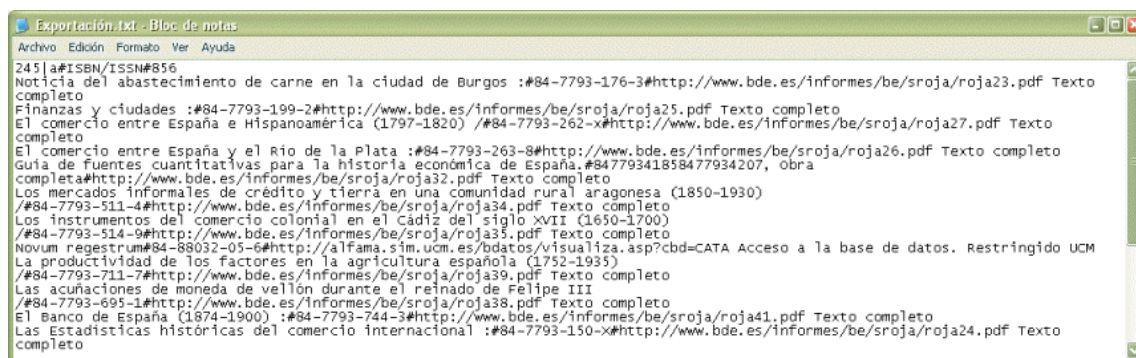 Exportación.txt - Bloc de notas
Archivo Edición Formato Ver Ayuda
245|a#ISBN/ISSN#856
Noticia del abastecimiento de carne en la ciudad de Burgos :#84-7793-176-3#http://www.bde.es/informes/be/sroja/roja23.pdf Texto
completo
Finanzas y ciudades :#84-7793-199-2#http://www.bde.es/informes/be/sroja/roja25.pdf Texto completo
El comercio entre España e Hispanoamérica (1797-1820) /#84-7793-262-x#http://www.bde.es/informes/be/sroja/roja27.pdf Texto
completo
El comercio entre España y el Río de la Plata :#84-7793-263-8#http://www.bde.es/informes/be/sroja/roja26.pdf Texto completo
Guía de fuentes cuantitativas para la historia económica de España.#84779341858477934207, Obra
completa#http://www.bde.es/informes/be/sroja/roja32.pdf Texto completo
Los mercados informales de crédito y tierra en una comunidad rural aragonesa (1850-1930)
/#84-7793-511-4#http://www.bde.es/informes/be/sroja/roja34.pdf Texto completo
Los instrumentos del comercio colonial en el Cádiz del siglo XVII (1650-1700)
/#84-7793-514-9#http://www.bde.es/informes/be/sroja/roja35.pdf Texto completo
Novum regestrum#84-88032-05-6#http://alfama.sim.ucm.es/bdatos/visualiza.asp?cbd=CATA Acceso a la base de datos. Restringido UCM
La productividad de los factores en la agricultura española (1752-1935)
/#84-7793-711-7#http://www.bde.es/informes/be/sroja/roja39.pdf Texto completo
Las acuñaciones de moneda de vellón durante el reinado de Felipe III
/#84-7793-695-1#http://www.bde.es/informes/be/sroja/roja38.pdf Texto completo
El Banco de España (1874-1900) :#84-7793-744-3#http://www.bde.es/informes/be/sroja/roja41.pdf Texto completo
Las Estadísticas históricas del comercio internacional :#84-7793-150-X#http://www.bde.es/informes/be/sroja/roja24.pdf Texto
completo